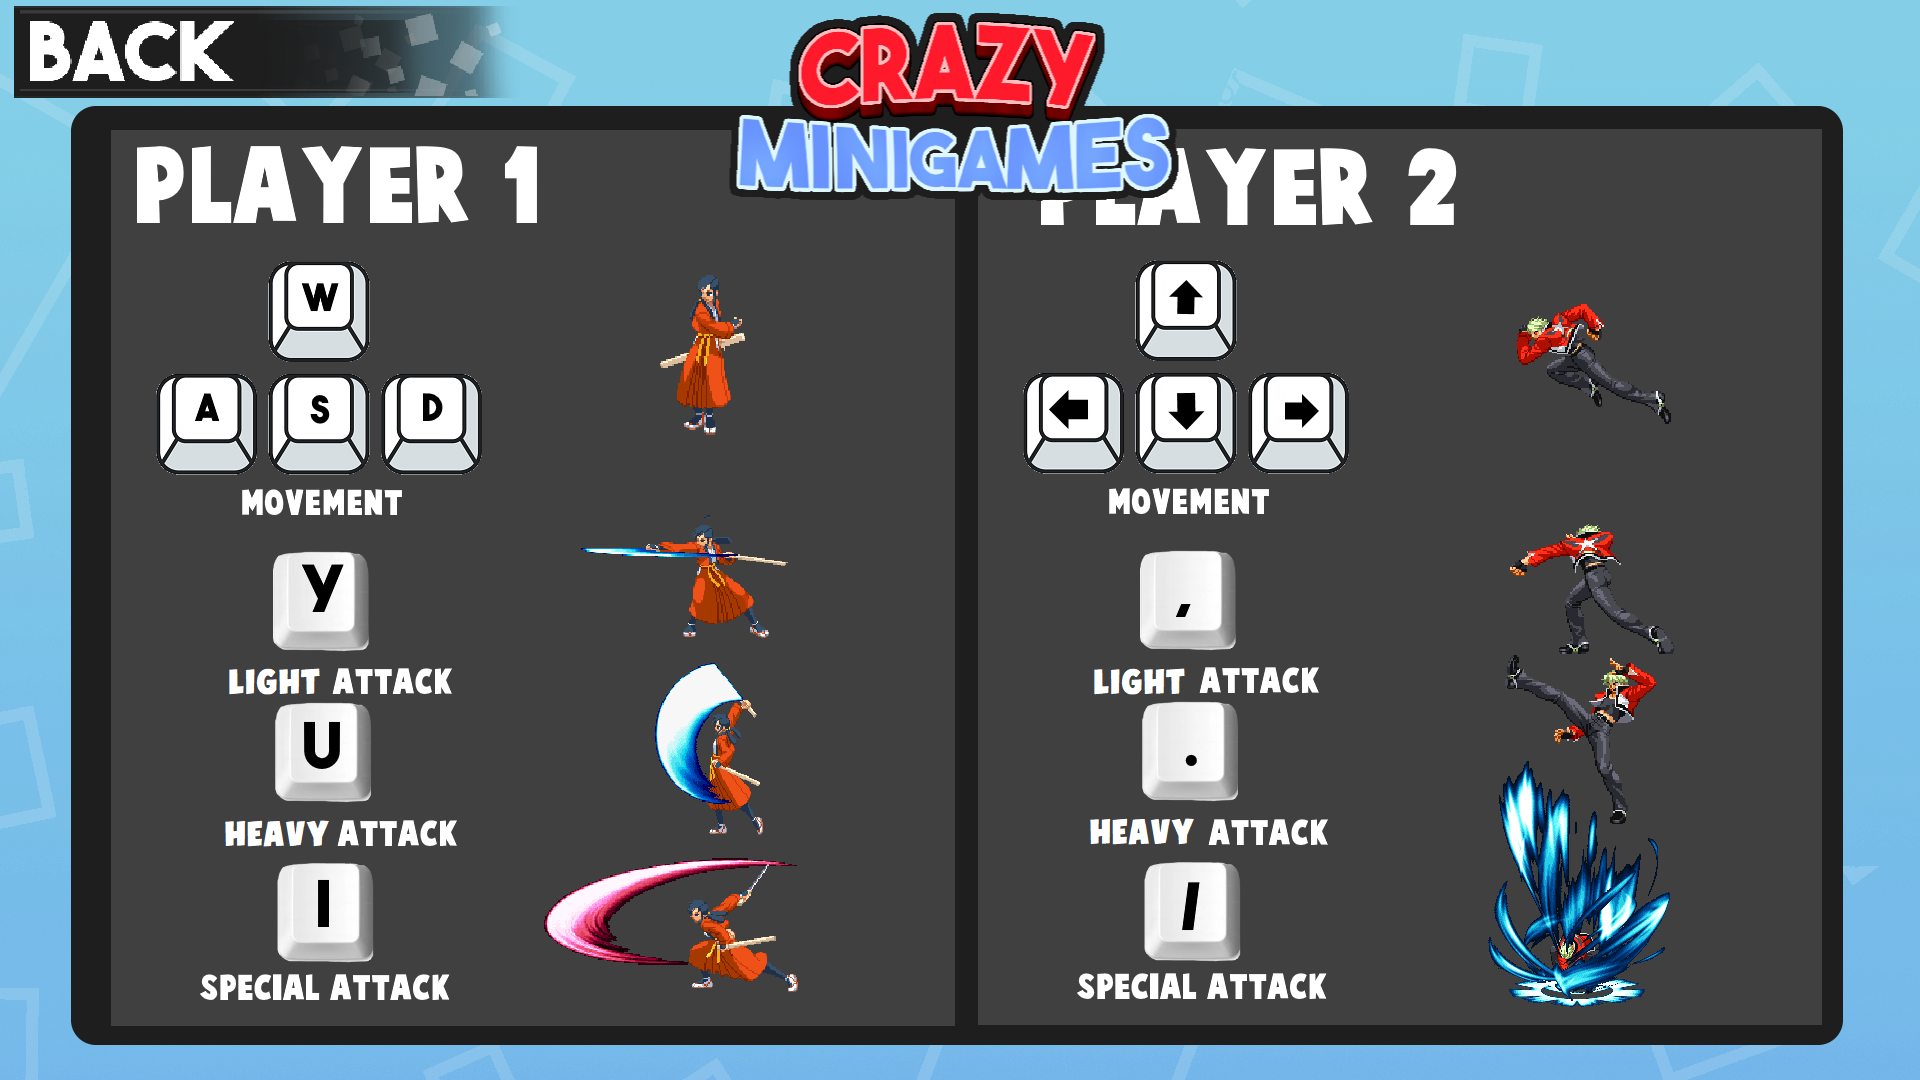 BACK
CRAZY
MINIGAMES
PLAYER 1
W
A S D
MOVEMENT
Y
LIGHT ATTACK
U
HEAVY ATTACK
I
SPECIAL ATTACK
PLAYER 2
MOVEMENT
,
LIGHT ATTACK
.
HEAVY ATTACK
/
SPECIAL ATTACK